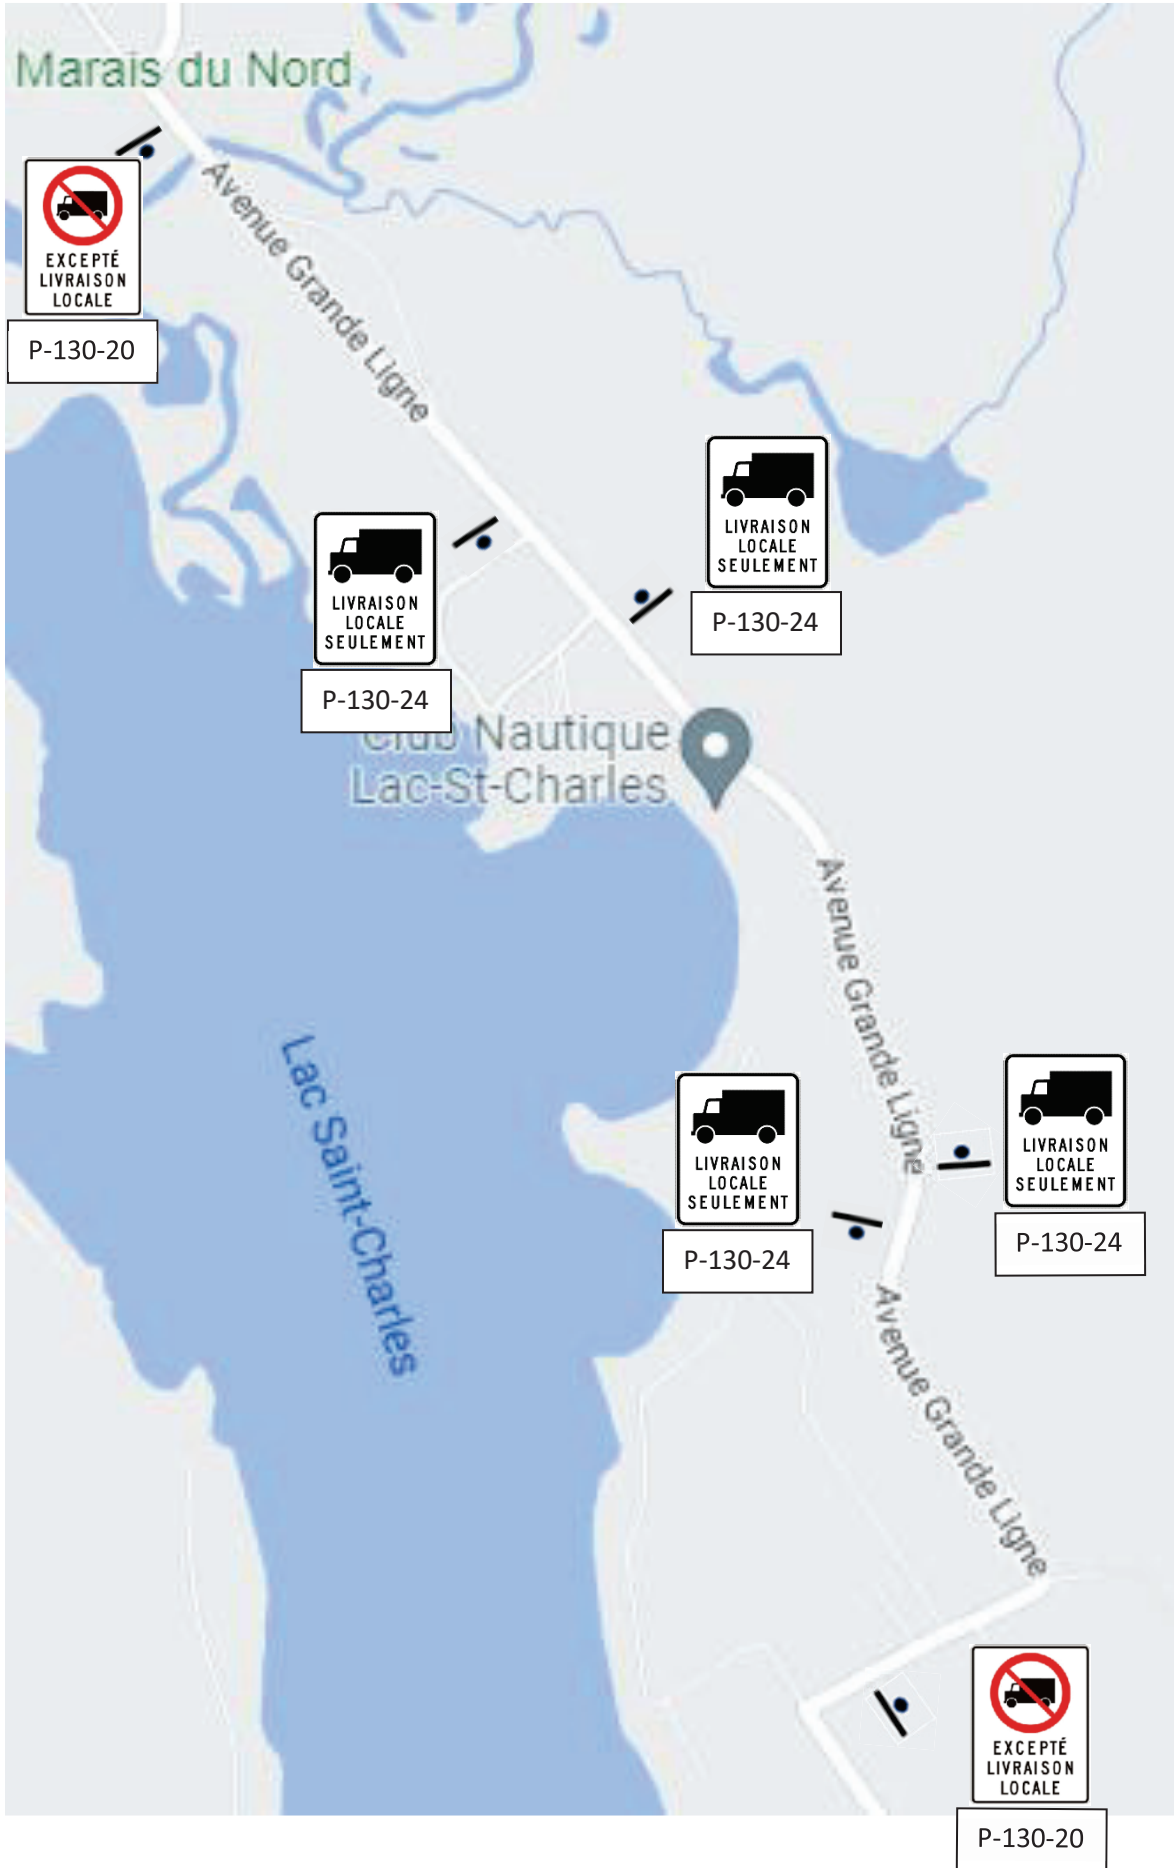 Marais du Nord
EXCEPTÉ
LIVRAISON
LOCALE
P-130-20
Avenue Grande Ligne
LIVRAISON
LOCALE
SEULEMENT
P-130-24
LIVRAISON
LOCALE
SEULEMENT
P-130-24
Club Nautique
Lac-St-Charles
Avenue Grande Ligne
Lac Saint-Charles
LIVRAISON
LOCALE
SEULEMENT
P-130-24
LIVRAISON
LOCALE
SEULEMENT
P-130-24
Avenue Grande Ligne
EXCEPTÉ
LIVRAISON
LOCALE
P-130-20